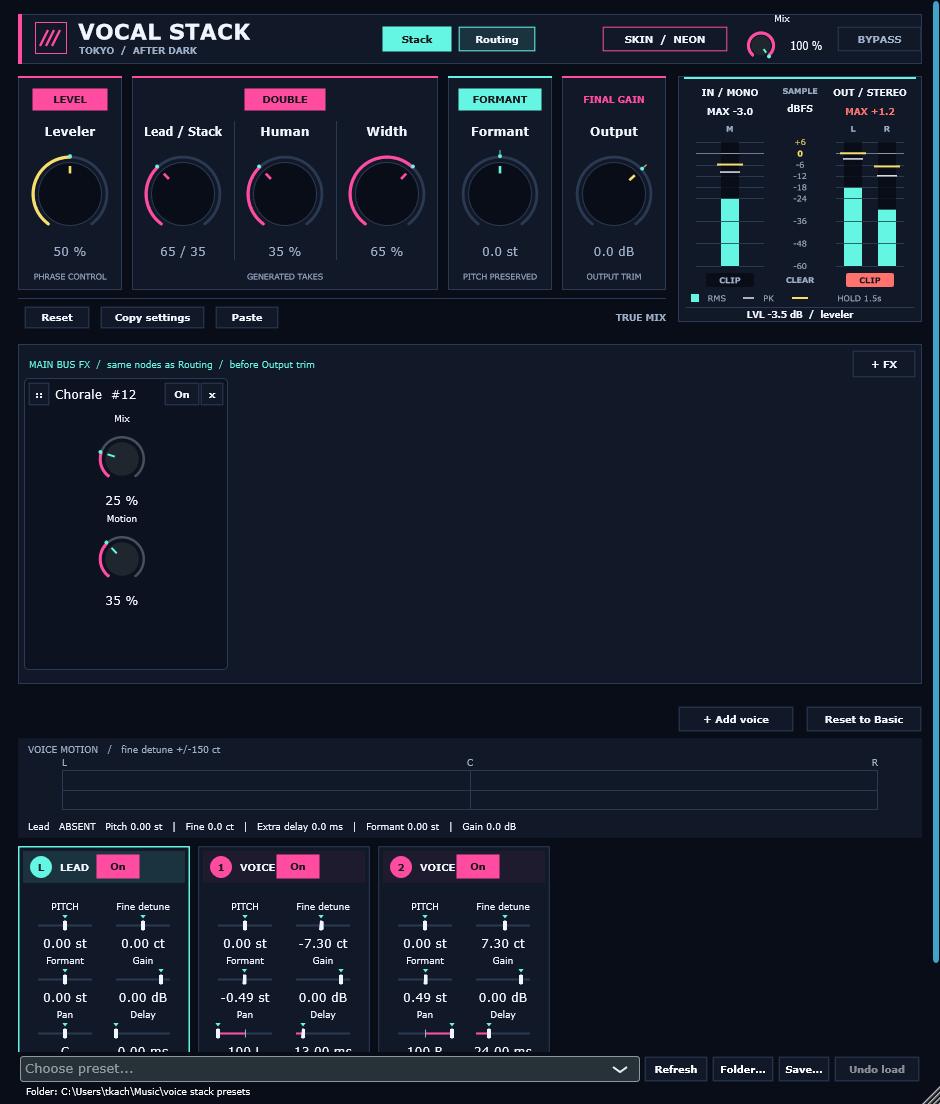 VOCAL STACK
TOKYO / AFTER DARK
Stack
Routing
SKIN / NEON
Mix
100 %
BYPASS
LEVEL
Leveler
50 %
PHRASE CONTROL
DOUBLE
Lead / Stack
Human
Width
65 / 35
35 %
65 %
GENERATED TAKES
FORMANT
Formant
0.0 st
PITCH PRESERVED
FINAL GAIN
Output
0.0 dB
OUTPUT TRIM
IN / MONO
SAMPLE
OUT / STEREO
MAX -3.0
dBFS
MAX +1.2
M
L
R
+6
0
-6
-12
-18
-24
-36
-48
-60
CLIP
CLEAR
CLIP
RMS
PK
HOLD 1.5s
LVL -3.5 dB / leveler
Reset
Copy settings
Paste
TRUE MIX
MAIN BUS FX / same nodes as Routing / before Output trim
+ FX
:: Chorale #12
On
x
Mix
25 %
Motion
35 %
+ Add voice
Reset to Basic
VOICE MOTION / fine detune +/-150 ct
L
C
R
Lead ABSENT Pitch 0.00 st | Fine 0.0 ct | Extra delay 0.0 ms | Formant 0.00 st | Gain 0.0 dB
L LEAD On
PITCH Fine detune
0.00 st 0.00 ct
Formant Gain
0.00 st 0.00 dB
Pan Delay
C 0.00 ms
1 VOICE On
PITCH Fine detune
0.00 st -7.30 ct
Formant Gain
-0.49 st 0.00 dB
Pan Delay
100 L 13.00 ms
2 VOICE On
PITCH Fine detune
0.00 st 7.30 ct
Formant Gain
0.49 st 0.00 dB
Pan Delay
100 R 24.00 ms
Choose preset...
Refresh
Folder...
Save...
Undo load
Folder: C:\Users\tkach\Music\voice stack presets